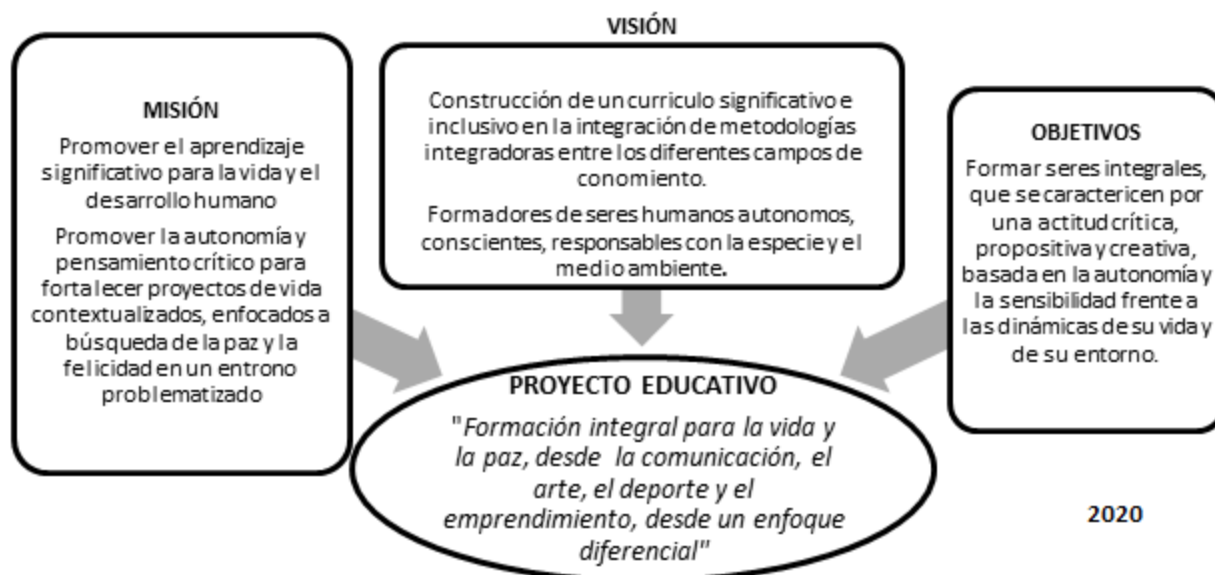 MISIÓN
Promover el aprendizaje
significativo para la vida y el
desarrollo humano
Promover la autonomía y
pensamiento crítico para
fortalecer proyectos de vida
contextualizados, enfocados a
búsqueda de la paz y la
felicidad en un entrono
problematizado
VISIÓN
Construcción de un curriculo significativo e
inclusivo en la integración de metodologías
integradoras entre los diferentes campos de
conomiento.
Formadores de seres humanos autonomos,
conscientes, responsables con la especie y el
medio ambiente.
OBJETIVOS
Formar seres integrales,
que se caractericen por
una actitud crítica,
propositiva y creativa,
basada en la autonomía y
la sensibilidad frente a
las dinámicas de su vida y
de su entorno.
PROYECTO EDUCATIVO
"Formación integral para la vida y
la paz, desde la comunicación, el
arte, el deporte y el
emprendimiento, desde un enfoque
diferencial"
2020